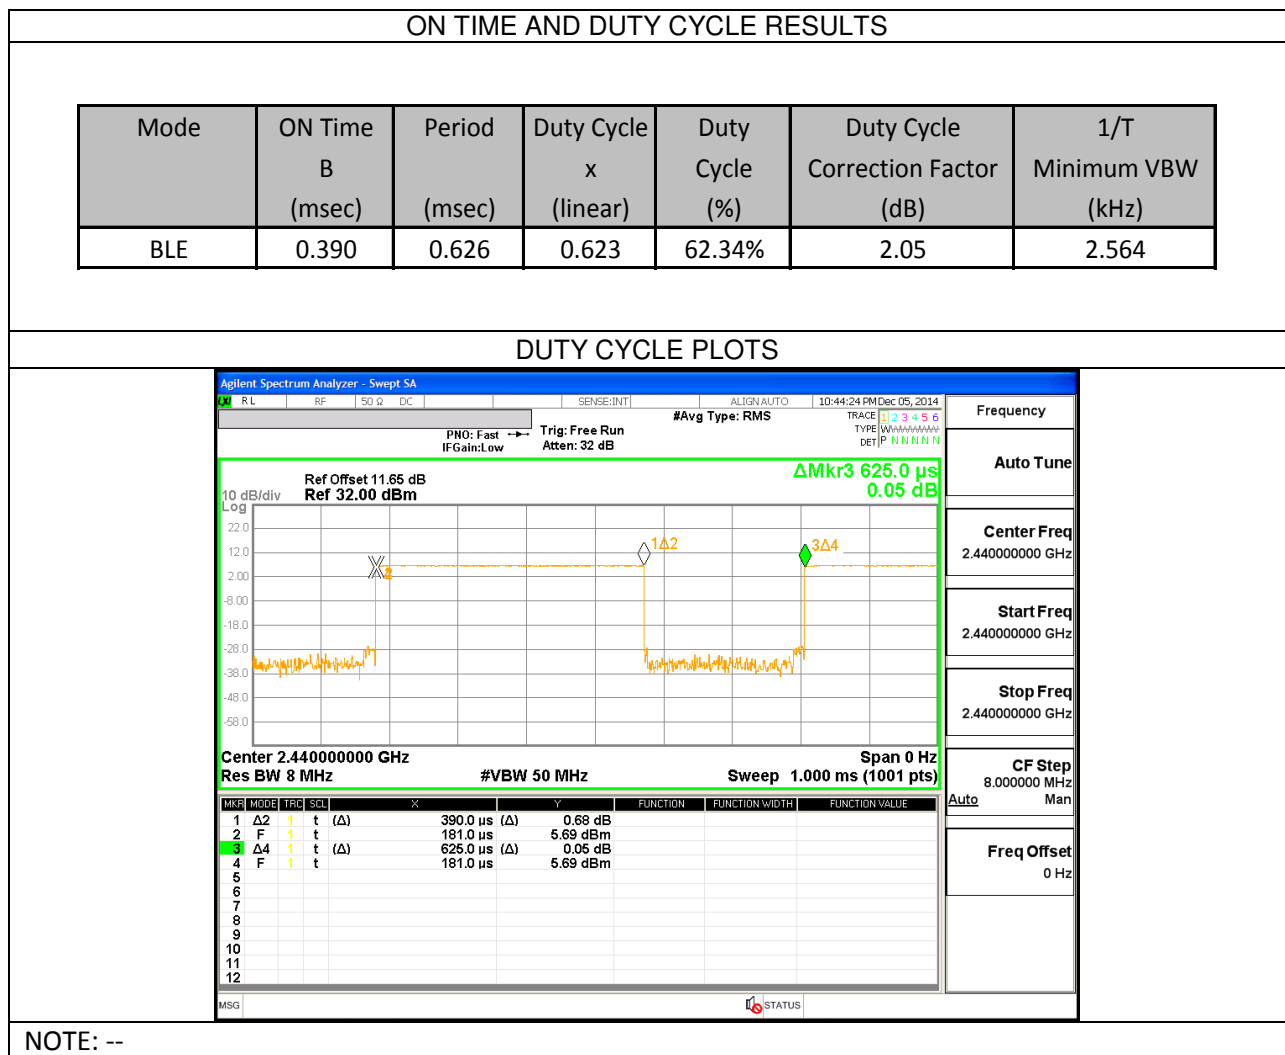 ON TIME AND DUTY CYCLE RESULTS
Mode ON Time Period Duty Cycle Duty Duty Cycle 1/T
B x Cycle Correction Factor Minimum VBW
(msec) (msec) (linear) (%) (dB) (kHz)
BLE 0.390 0.626 0.623 62.34% 2.05 2.564
DUTY CYCLE PLOTS
Agilent Spectrum Analyzer - Swept SA
RL RF 50 Ω DC SENSE:INT ALIGN AUTO 10:44:24 PM Dec 05, 2014
PNO: Fast
IFGain:Low
Trig: Free Run
Atten: 32 dB
#Avg Type: RMS
TRACE 1 2 3 4 5 6
TYPE
DET P N N N N N
ΔMkr3 625.0 µs
0.05 dB
Ref Offset 11.65 dB
10 dB/div Ref 32.00 dBm
Log
22.0
12.0
2.00
-8.00
-18.0
-28.0
-38.0
-48.0
-58.0
1Δ2
3Δ4
2
Center 2.440000000 GHz Span 0 Hz
Res BW 8 MHz #VBW 50 MHz Sweep 1.000 ms (1001 pts)
MKR MODE TRC SCL X Y FUNCTION FUNCTION WIDTH FUNCTION VALUE
1 Δ2 1 t (Δ) 390.0 µs (Δ) 0.68 dB
2 F 1 t 181.0 µs 5.69 dBm
3 Δ4 1 t (Δ) 625.0 µs (Δ) 0.05 dB
4 F 1 t 181.0 µs 5.69 dBm
5
6
7
8
9
10
11
12
MSG STATUS
Frequency
Auto Tune
Center Freq
2.440000000 GHz
Start Freq
2.440000000 GHz
Stop Freq
2.440000000 GHz
CF Step
8.000000 MHz
Auto Man
Freq Offset
0 Hz
NOTE: --